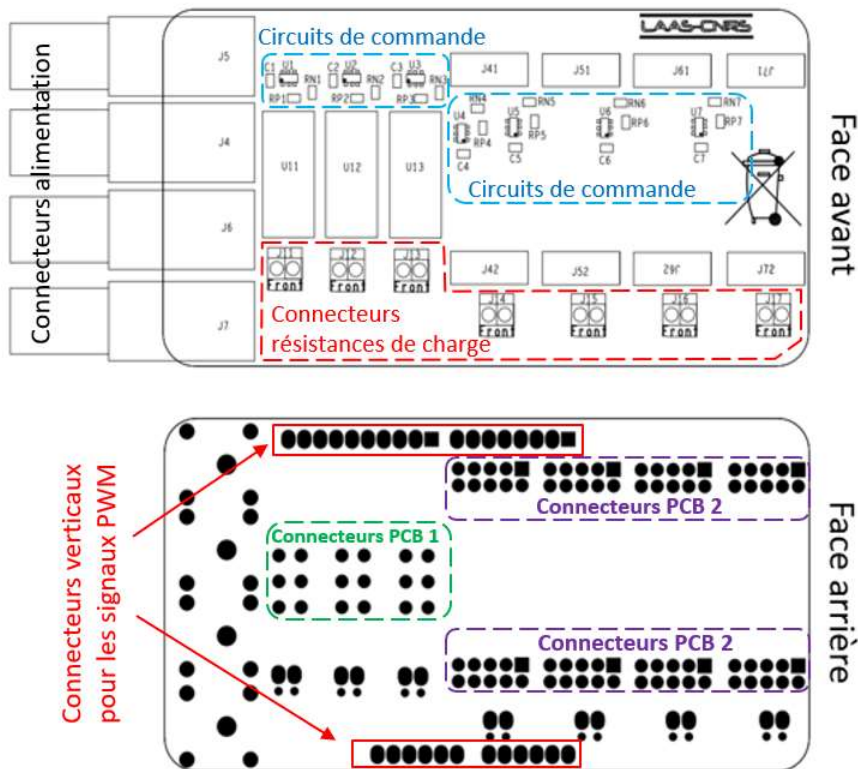 LAAS-CNRS
Connecteurs alimentation
Circuits de commande
J5
C1 U1 C2 U2 C3 U3
RN1 RN2 RN3
RP1 RP2 RP3
J41 J51 J61 J71
RN4 RN5 RN6 RN7
U4 U5 U6 U7
RP4 RP5 RP6 RP7
C4 C5 C6 C7
J4
U11 U12 U13
Circuits de commande
Face avant
J6
J11 J12 J13
Front Front Front
J42 J52 J62 J72
J7
Connecteurs
résistances de charge
J14 J15 J16 J17
Front Front Front Front
Connecteurs verticaux
pour les signaux PWM
Connecteurs PCB 2
Connecteurs PCB 1
Connecteurs PCB 2
Face arrière